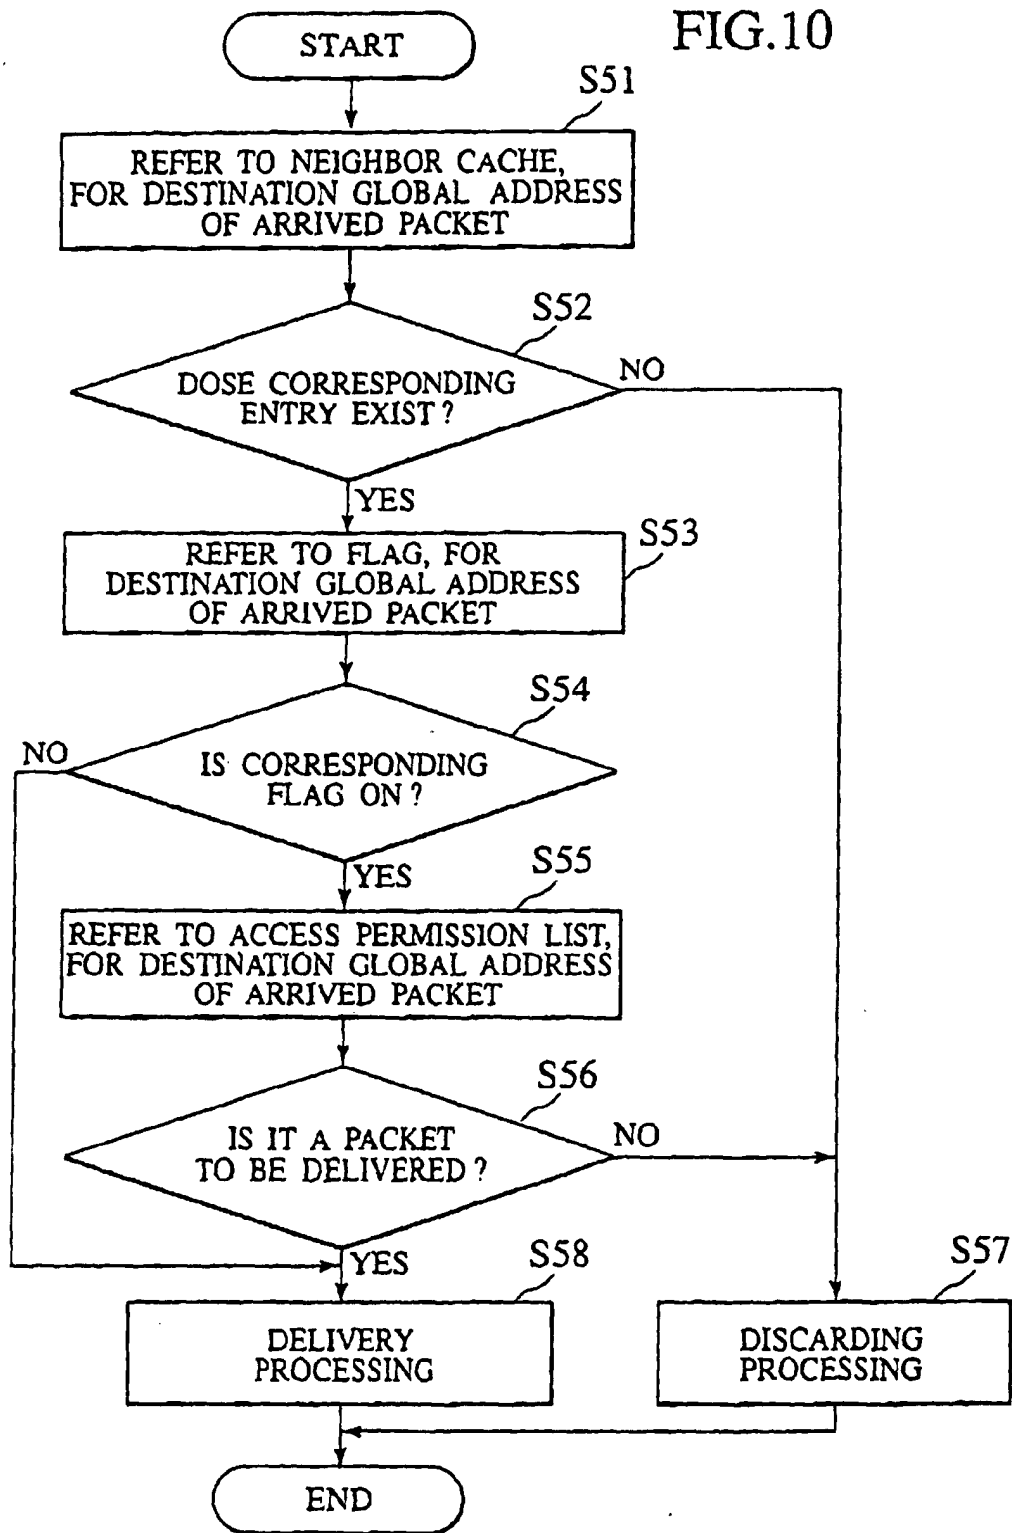 FIG.10
START
S51
REFER TO NEIGHBOR CACHE,
FOR DESTINATION GLOBAL ADDRESS
OF ARRIVED PACKET
S52
DOSE CORRESPONDING
ENTRY EXIST?
NO
YES
S53
REFER TO FLAG, FOR
DESTINATION GLOBAL ADDRESS
OF ARRIVED PACKET
S54
NO
IS CORRESPONDING
FLAG ON?
YES
S55
REFER TO ACCESS PERMISSION LIST,
FOR DESTINATION GLOBAL ADDRESS
OF ARRIVED PACKET
S56
IS IT A PACKET
TO BE DELIVERED?
NO
YES
S58
DELIVERY
PROCESSING
S57
DISCARDING
PROCESSING
END